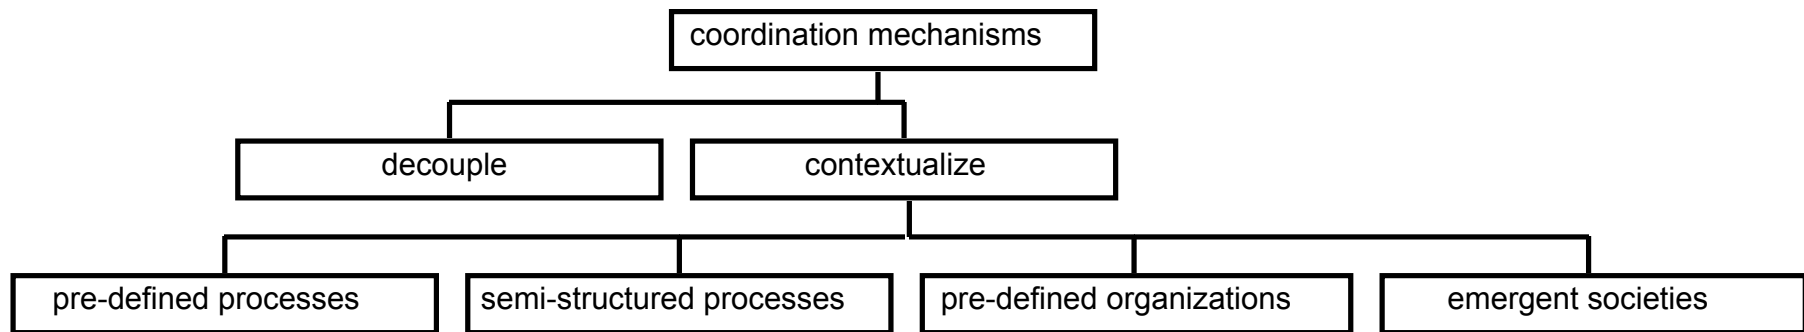 coordination mechanisms
decouple
contextualize
pre-defined processes
semi-structured processes
pre-defined organizations
emergent societies